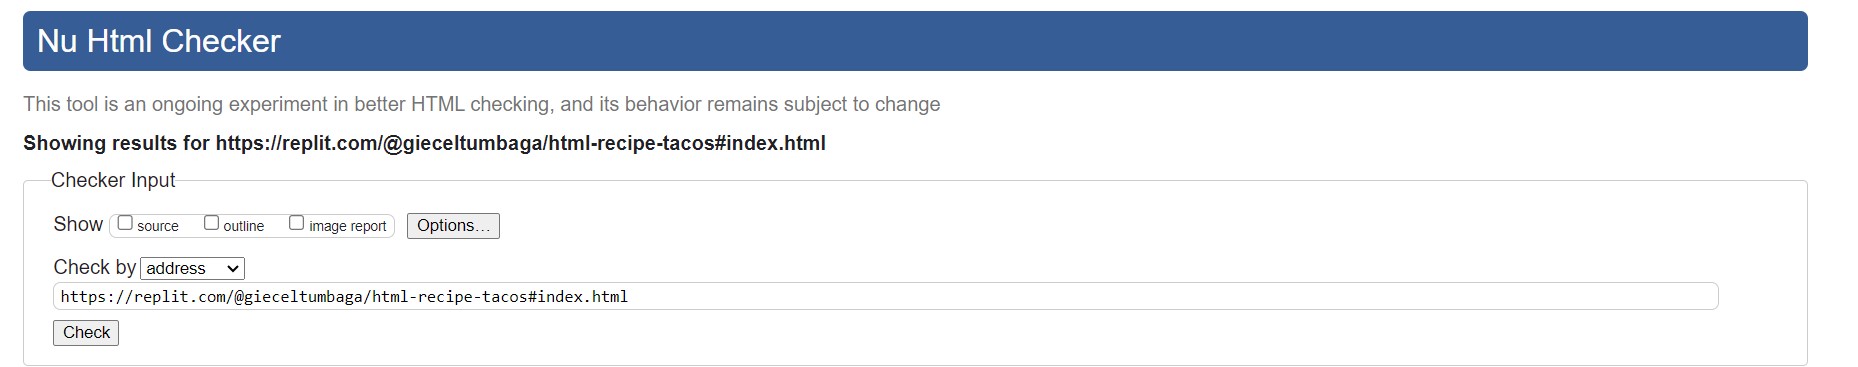 Nu Html Checker
This tool is an ongoing experiment in better HTML checking, and its behavior remains subject to change
Showing results for https://replit.com/@gieceltumbaga/html-recipe-tacos#index.html
Checker Input
Show source outline image report Options...
Check by address
https://replit.com/@gieceltumbaga/html-recipe-tacos#index.html
Check